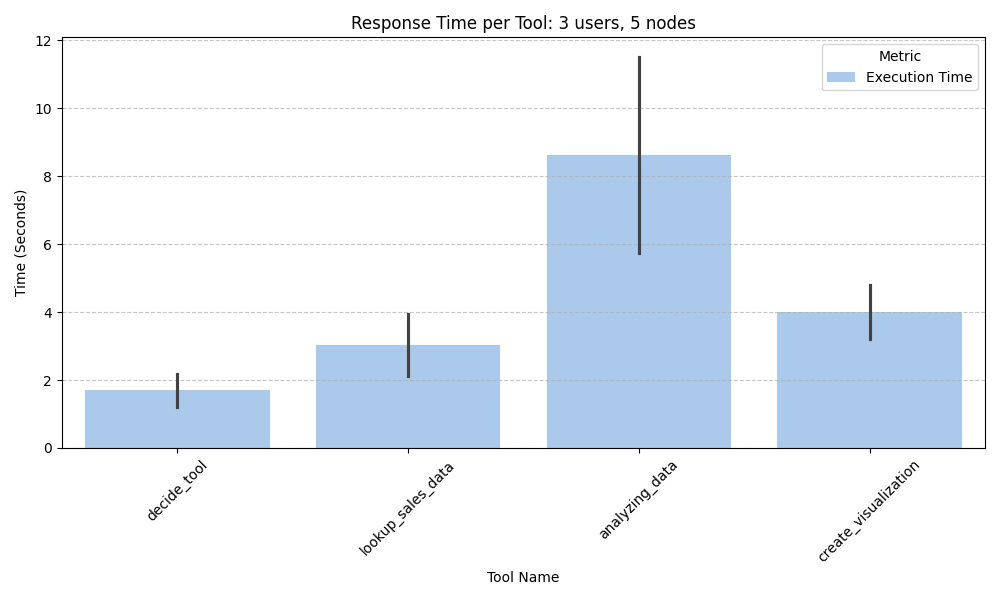 Response Time per Tool: 3 users, 5 nodes
Metric
Execution Time
Time (Seconds)
12
10
8
6
4
2
0
decide_tool
lookup_sales_data
analyzing_data
create_visualization
Tool Name